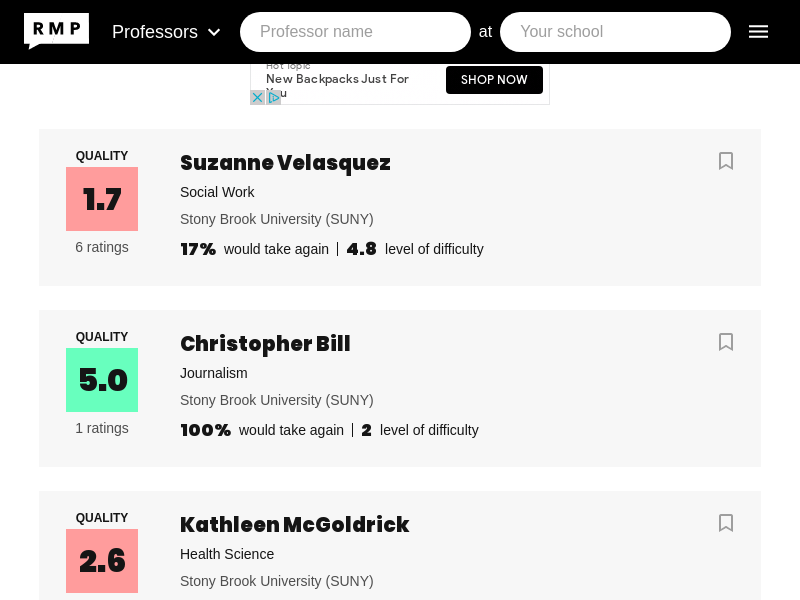 RMP Professors Professor name at Your school
Hot Topic
New Backpacks Just For
You
SHOP NOW
QUALITY
1.7
6 ratings
Suzanne Velasquez
Social Work
Stony Brook University (SUNY)
17% would take again | 4.8 level of difficulty
QUALITY
5.0
1 ratings
Christopher Bill
Journalism
Stony Brook University (SUNY)
100% would take again | 2 level of difficulty
QUALITY
2.6
Kathleen McGoldrick
Health Science
Stony Brook University (SUNY)